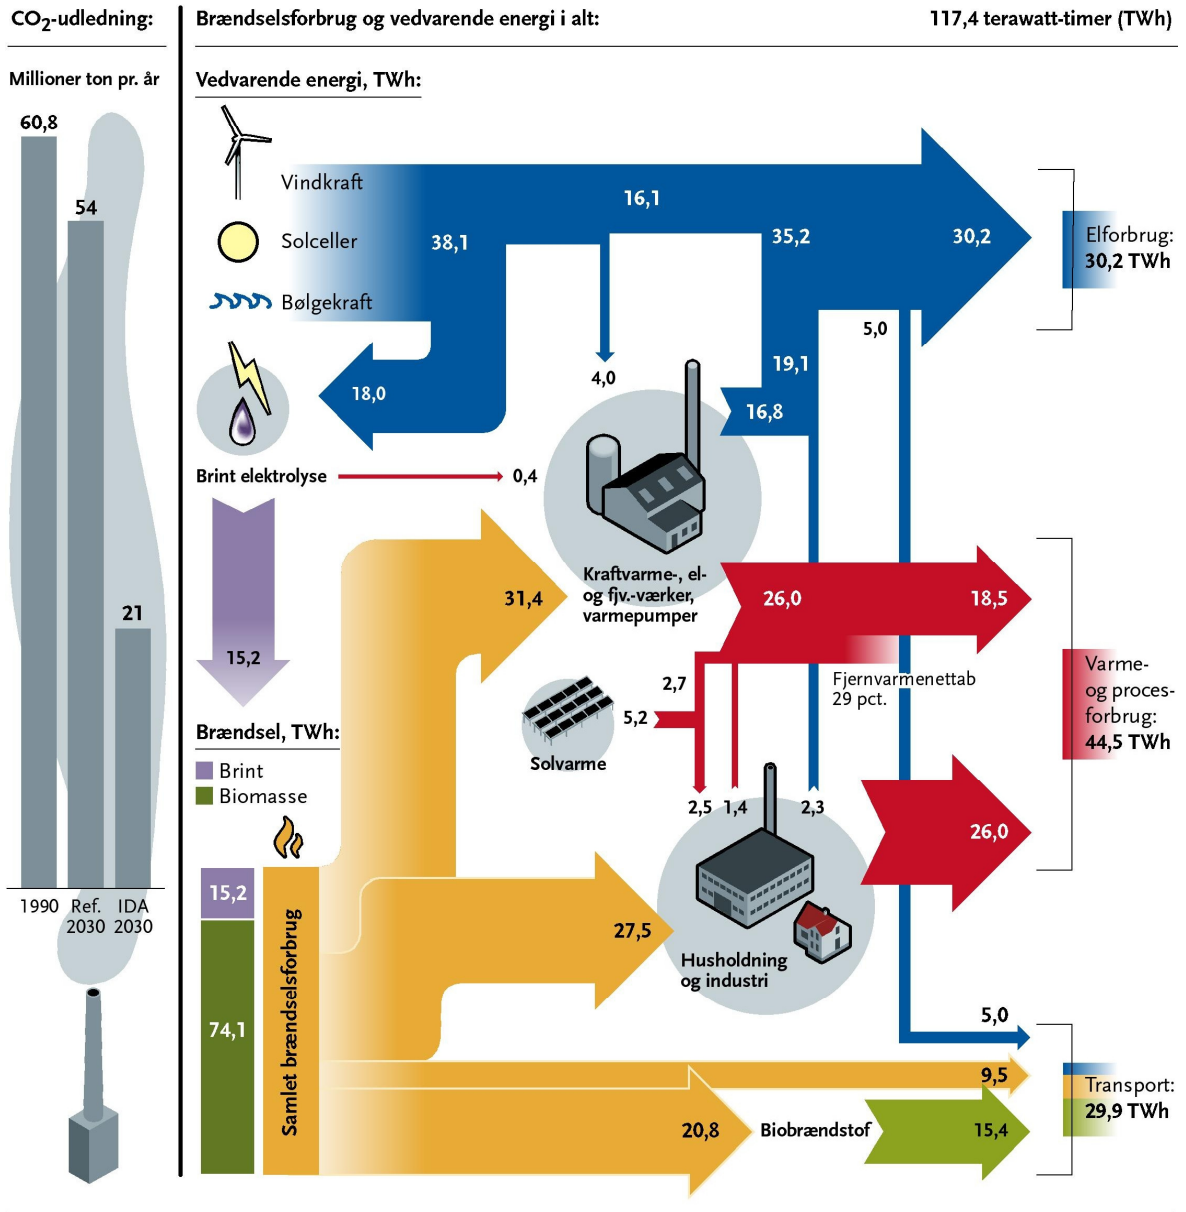 CO2-udledning:
Millioner ton pr. år
60,8
54
21
1990
Ref.
2030
IDA
2030
Brændselsforbrug og vedvarende energi i alt:
117,4 terawatt-timer (TWh)
Vedvarende energi, TWh:
Vindkraft
Solceller
Bølgekraft
38,1
16,1
35,2
30,2
Elforbrug:
30,2 TWh
18,0
4,0
19,1
16,8
5,0
Brint elektrolyse
0,4
15,2
31,4
Kraftvarme-, el-
og fjv.-værker,
varmepumper
26,0
18,5
Fjernvarmenettab
29 pct.
2,7
5,2
Solvarme
2,5
1,4
2,3
Varme-
og proces-
forbrug:
44,5 TWh
26,0
Brændsel, TWh:
Brint
Biomasse
15,2
74,1
Samlet brændselsforbrug
27,5
Husholdning
og industri
5,0
9,5
20,8
Biobrændstof
15,4
Transport:
29,9 TWh